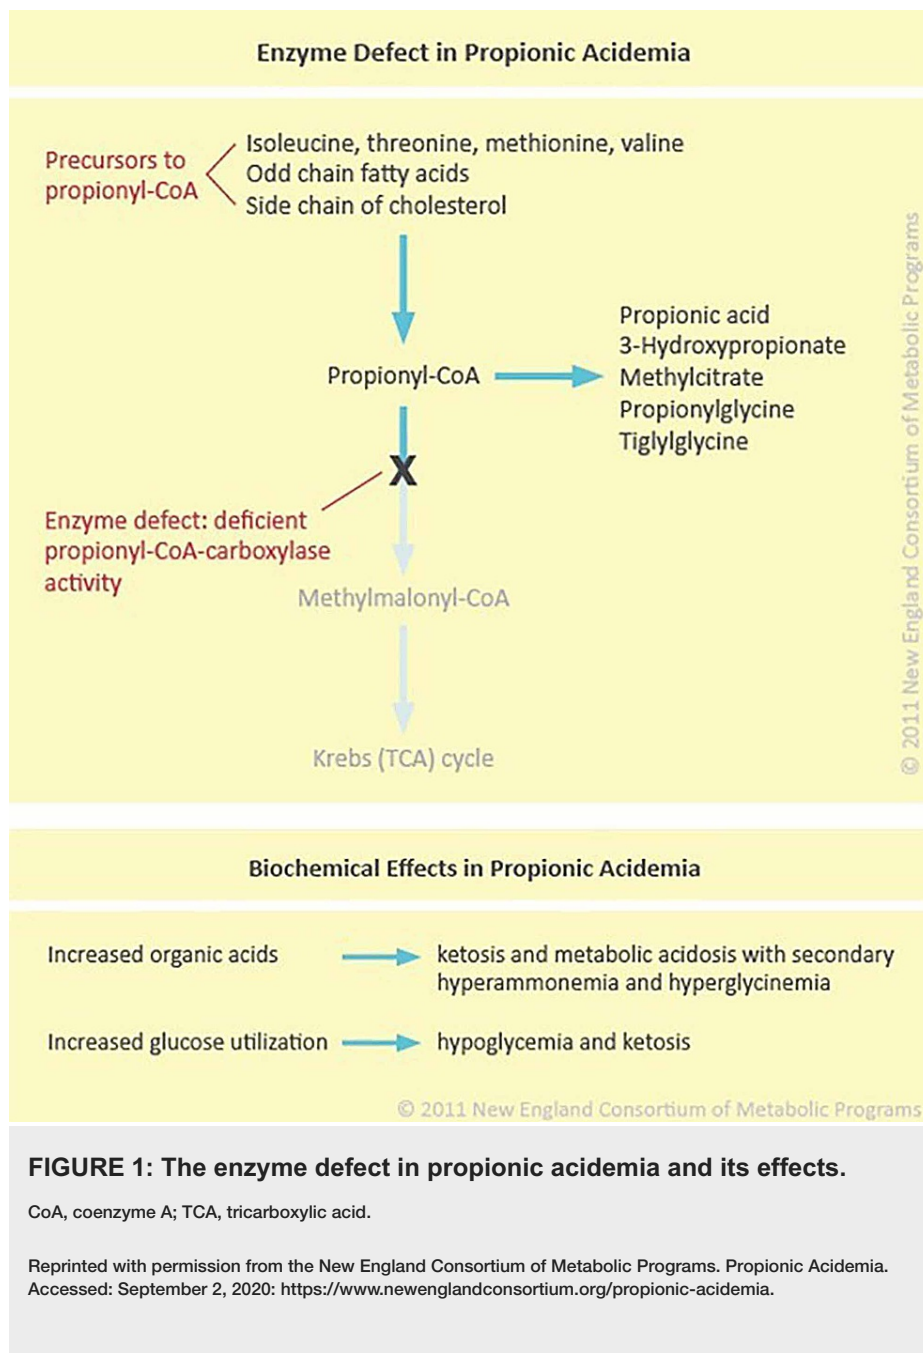 Enzyme Defect in Propionic Acidemia
Precursors to
propionyl-CoA
Isoleucine, threonine, methionine, valine
Odd chain fatty acids
Side chain of cholesterol
Propionyl-CoA
Propionic acid
3-Hydroxypropionate
Methylcitrate
Propionylglycine
Tiglylglycine
X
Enzyme defect: deficient
propionyl-CoA-carboxylase
activity
Methylmalonyl-CoA
Krebs (TCA) cycle
© 2011 New England Consortium of Metabolic Programs
Biochemical Effects in Propionic Acidemia
Increased organic acids
ketosis and metabolic acidosis with secondary
hyperammonemia and hyperglycinemia
Increased glucose utilization
hypoglycemia and ketosis
© 2011 New England Consortium of Metabolic Programs
FIGURE 1: The enzyme defect in propionic acidemia and its effects.
CoA, coenzyme A; TCA, tricarboxylic acid.
Reprinted with permission from the New England Consortium of Metabolic Programs. Propionic Acidemia.
Accessed: September 2, 2020: https://www.newenglandconsortium.org/propionic-acidemia.